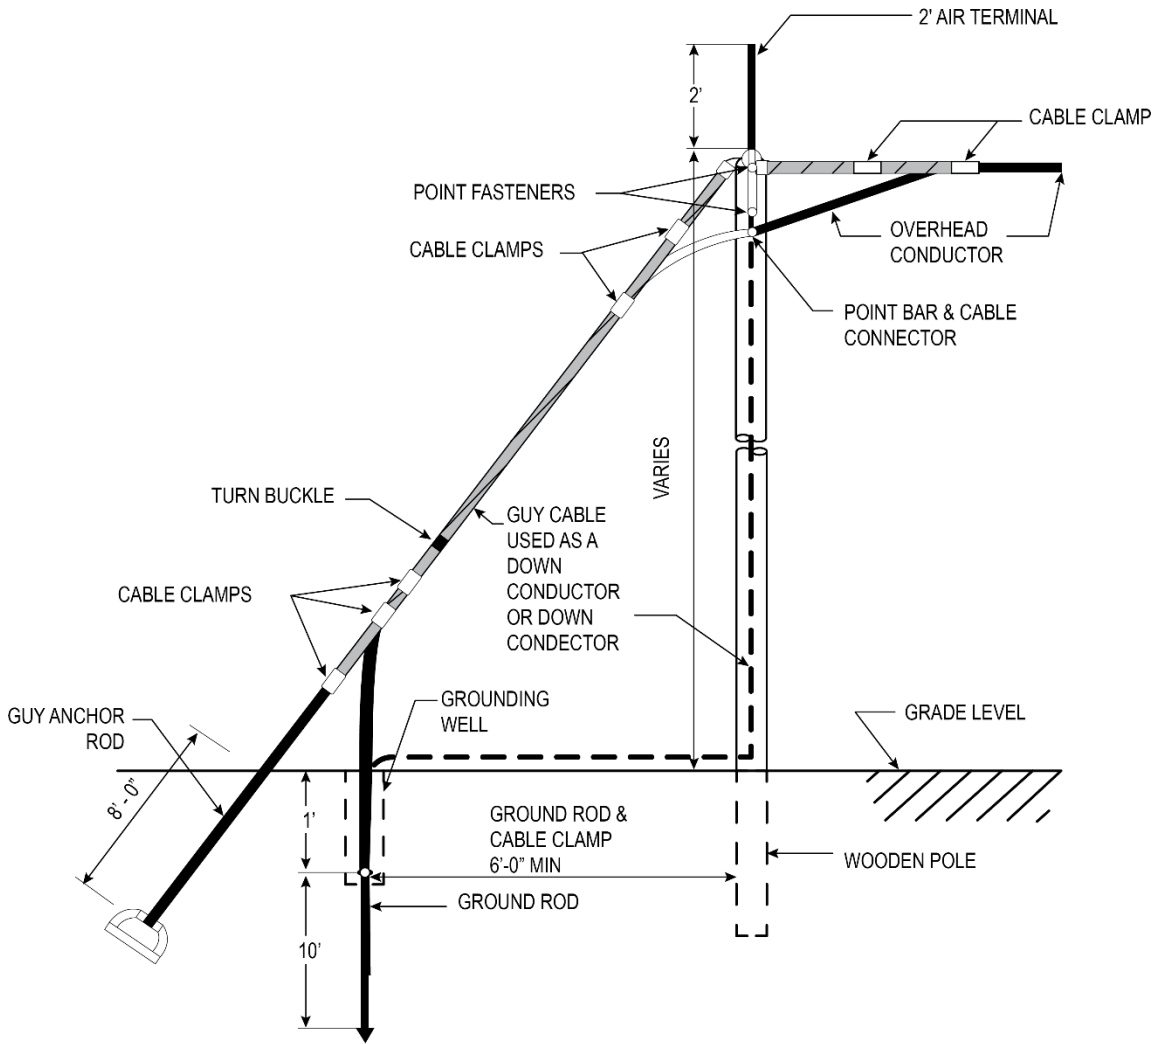 2' AIR TERMINAL
2'
CABLE CLAMP
POINT FASTENERS
CABLE CLAMPS
OVERHEAD
CONDUCTOR
POINT BAR & CABLE
CONNECTOR
VARIES
TURN BUCKLE
GUY CABLE
USED AS A
DOWN
CONDUCTOR
OR DOWN
CONDECTOR
CABLE CLAMPS
GUY ANCHOR
ROD
GROUNDING
WELL
GRADE LEVEL
8' - 0"
1'
GROUND ROD &
CABLE CLAMP
6'-0" MIN
WOODEN POLE
GROUND ROD
10'